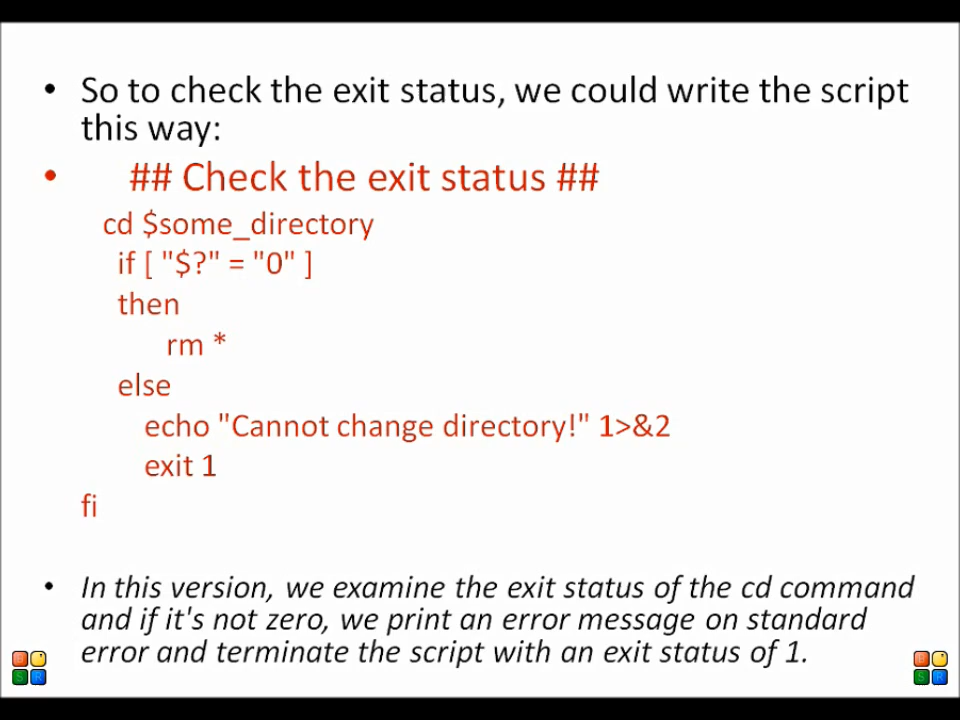 • So to check the exit status, we could write the script
this way:
• ## Check the exit status ##
cd $some_directory
if [ "$?" = "0" ]
then
rm *
else
echo "Cannot change directory!" 1>&2
exit 1
fi
• In this version, we examine the exit status of the cd command
and if it's not zero, we print an error message on standard
error and terminate the script with an exit status of 1.